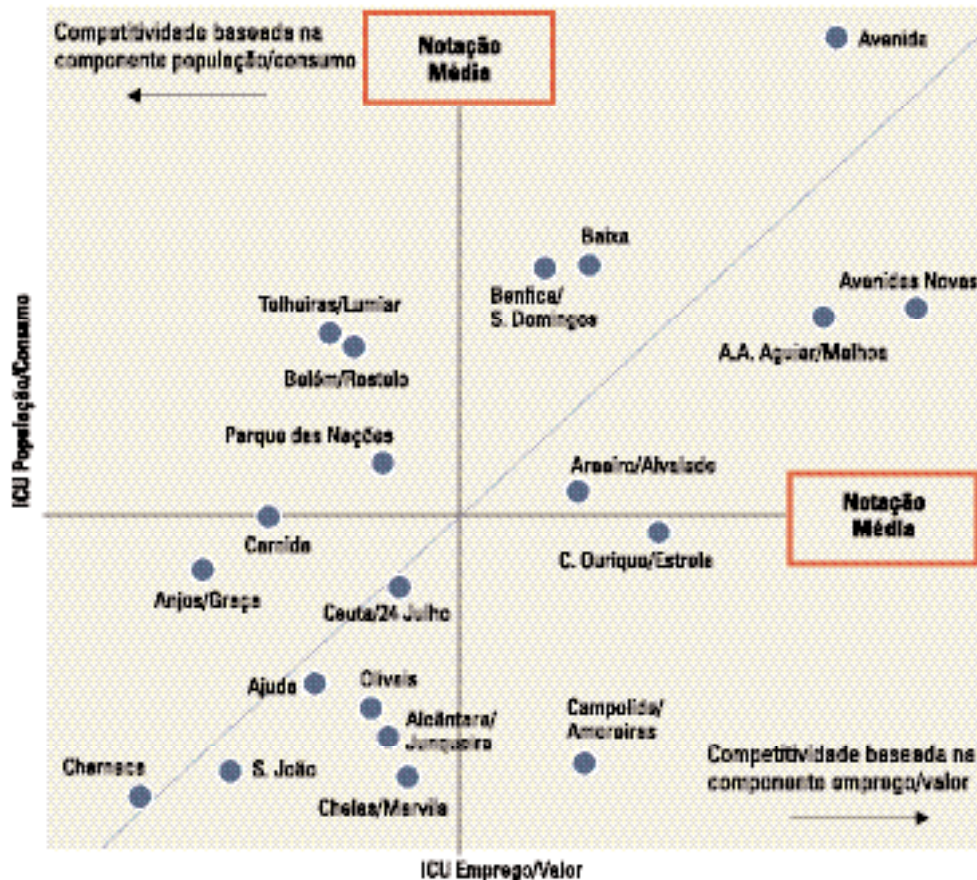 Competitividade baseada na
componente população/consumo
Notação
Média
Avenida
Baixa
Benfica/
S. Domingos
Avenidas Novas
Telheiras/Lumiar
A.A. Aguiar/Malhoa
Belém/Restelo
ICU População/Consumo
Parque das Nações
Areeiro/Alvalade
Notação
Média
Carnide
C. Ourique/Estrela
Anjos/Graça
Ceuta/24 Julho
Ajuda
Olivais
Alcântara/
Junqueira
Campolide/
Amoreiras
Charneca
S. João
Chelas/Marvila
Competitividade baseada na
componente emprego/valor
ICU Emprego/Valor